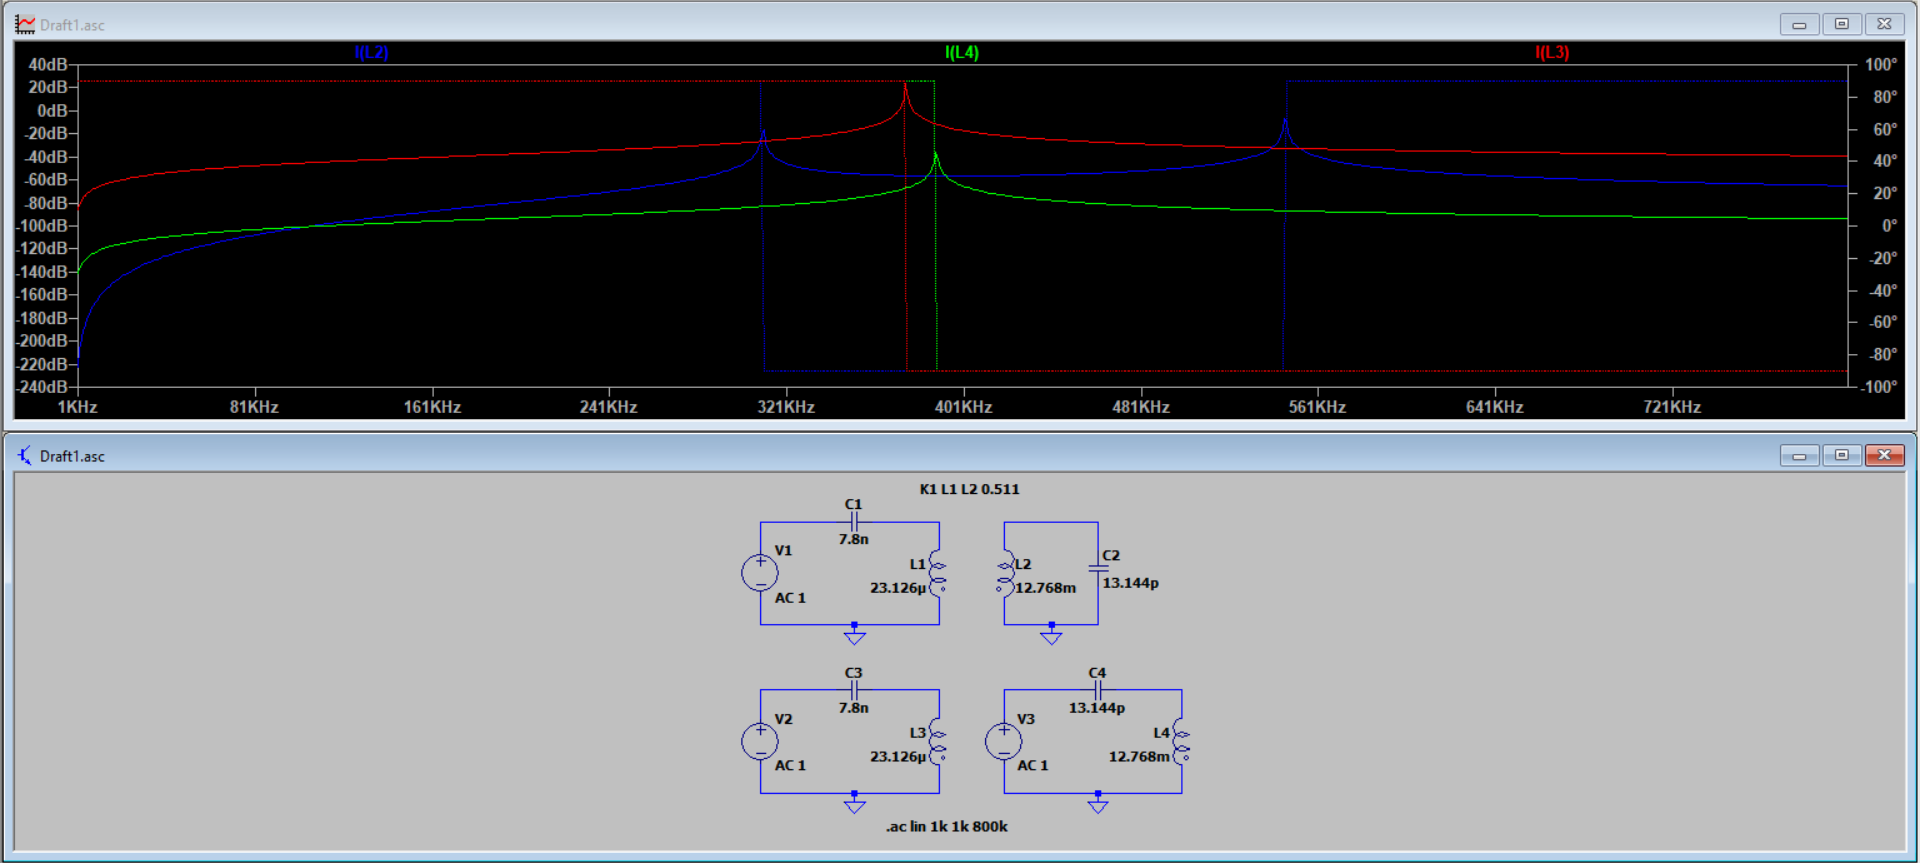 Draft1.asc
I(L2) I(L4) I(L3)
40dB 100°
20dB 80°
0dB 60°
-20dB 40°
-40dB 20°
-60dB 0°
-80dB -20°
-100dB -40°
-120dB -60°
-140dB -80°
-160dB -100°
-180dB
-200dB
-220dB
-240dB
1KHz 81KHz 161KHz 241KHz 321KHz 401KHz 481KHz 561KHz 641KHz 721KHz
Draft1.asc
K1 L1 L2 0.511
C1
7.8n
V1
AC 1
L1
23.126µ
L2
12.768m
C2
13.144p
C3
7.8n
V2
AC 1
L3
23.126µ
C4
13.144p
V3
AC 1
L4
12.768m
.ac lin 1k 1k 800k